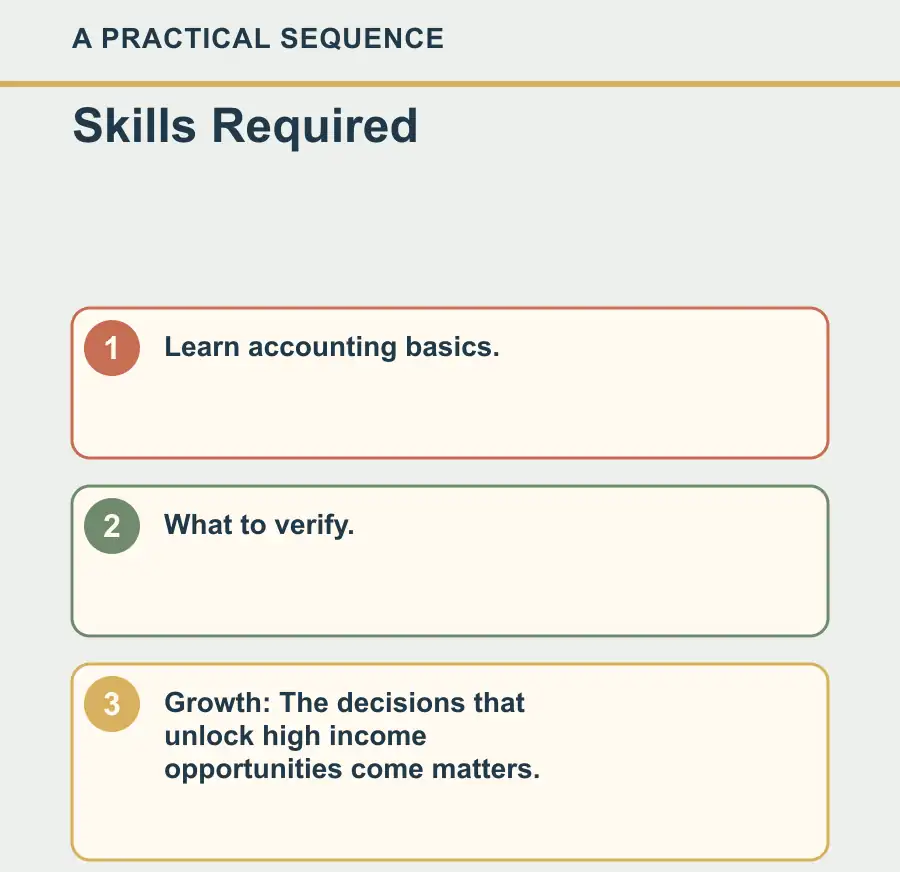 A PRACTICAL SEQUENCE
Skills Required
1
Learn accounting basics.
2
What to verify.
3
Growth: The decisions that
unlock high income
opportunities come matters.